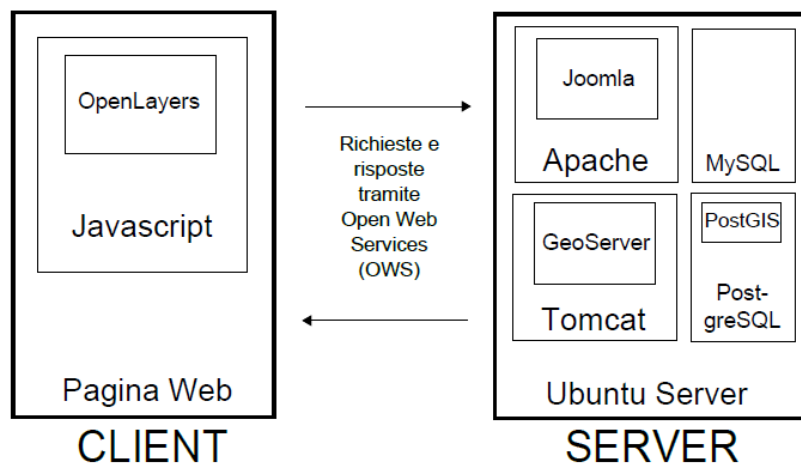 OpenLayers
Javascript
Pagina Web
CLIENT
Richieste e
risposte
tramite
Open Web
Services
(OWS)
Joomla
Apache
MySQL
GeoServer
Tomcat
PostGIS
Post-
greSQL
Ubuntu Server
SERVER